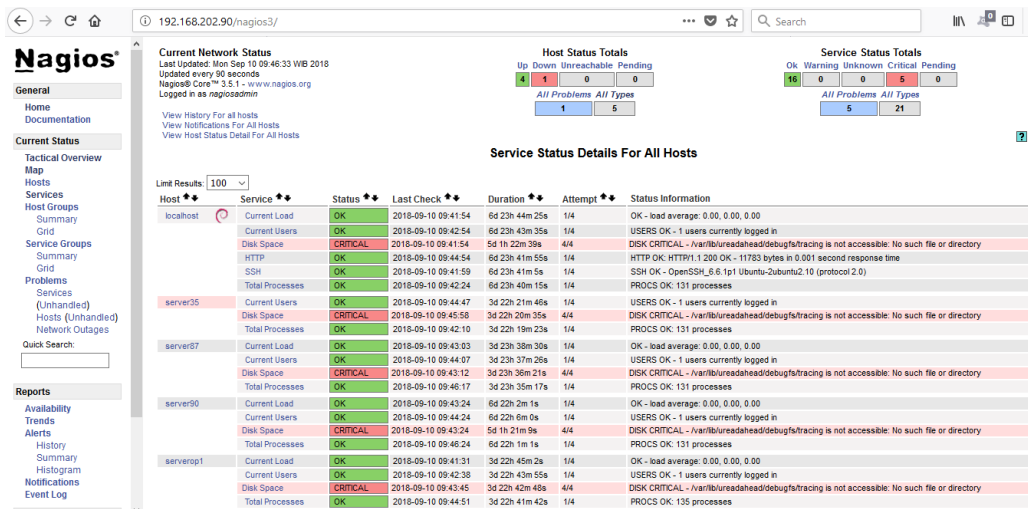 192.168.202.90/nagios3/
Search
Nagios®
General
Home
Documentation
Current Status
Tactical Overview
Map
Hosts
Services
Host Groups
Summary
Grid
Service Groups
Summary
Grid
Problems
Services
(Unhandled)
Hosts (Unhandled)
Network Outages
Quick Search:
Reports
Availability
Trends
Alerts
History
Summary
Histogram
Notifications
Event Log
Current Network Status
Last Updated: Mon Sep 10 09:46:33 WIB 2018
Updated every 90 seconds
Nagios® Core™ 3.5.1 - www.nagios.org
Logged in as nagiosadmin
View History For all hosts
View Notifications For All Hosts
View Host Status Detail For All Hosts
Host Status Totals
Up Down Unreachable Pending
4 1 0 0
All Problems All Types
1 5
Service Status Totals
Ok Warning Unknown Critical Pending
16 0 0 5 0
All Problems All Types
5 21
?
Service Status Details For All Hosts
Limit Results: 100
Host Service Status Last Check Duration Attempt Status Information
localhost Current Load OK 2018-09-10 09:41:54 6d 23h 44m 25s 1/4 OK - load average: 0.00, 0.00, 0.00
Current Users OK 2018-09-10 09:42:54 6d 23h 43m 35s 1/4 USERS OK - 1 users currently logged in
Disk Space CRITICAL 2018-09-10 09:41:54 5d 1h 22m 39s 4/4 DISK CRITICAL - /var/lib/ureadahead/debugfs/tracing is not accessible: No such file or directory
HTTP OK 2018-09-10 09:44:54 6d 23h 41m 55s 1/4 HTTP OK: HTTP/1.1 200 OK - 11783 bytes in 0.001 second response time
SSH OK 2018-09-10 09:41:59 6d 23h 41m 5s 1/4 SSH OK - OpenSSH_6.6.1p1 Ubuntu-2ubuntu2.10 (protocol 2.0)
Total Processes OK 2018-09-10 09:42:24 6d 23h 40m 15s 1/4 PROCS OK: 131 processes
server35 Current Users OK 2018-09-10 09:44:47 3d 22h 21m 46s 1/4 USERS OK - 1 users currently logged in
Disk Space CRITICAL 2018-09-10 09:45:58 3d 22h 20m 35s 4/4 DISK CRITICAL - /var/lib/ureadahead/debugfs/tracing is not accessible: No such file or directory
Total Processes OK 2018-09-10 09:42:10 3d 22h 19m 23s 1/4 PROCS OK: 131 processes
server87 Current Load OK 2018-09-10 09:43:03 3d 23h 38m 30s 1/4 OK - load average: 0.00, 0.00, 0.00
Current Users OK 2018-09-10 09:44:07 3d 23h 37m 26s 1/4 USERS OK - 1 users currently logged in
Disk Space CRITICAL 2018-09-10 09:43:12 3d 23h 36m 21s 4/4 DISK CRITICAL - /var/lib/ureadahead/debugfs/tracing is not accessible: No such file or directory
Total Processes OK 2018-09-10 09:46:17 3d 23h 35m 17s 1/4 PROCS OK: 131 processes
server90 Current Load OK 2018-09-10 09:43:24 6d 22h 2m 1s 1/4 OK - load average: 0.00, 0.00, 0.00
Current Users OK 2018-09-10 09:44:24 6d 22h 6m 0s 1/4 USERS OK - 1 users currently logged in
Disk Space CRITICAL 2018-09-10 09:43:24 5d 1h 21m 9s 4/4 DISK CRITICAL - /var/lib/ureadahead/debugfs/tracing is not accessible: No such file or directory
Total Processes OK 2018-09-10 09:46:24 6d 22h 1m 1s 1/4 PROCS OK: 131 processes
serverop1 Current Load OK 2018-09-10 09:41:31 3d 22h 45m 2s 1/4 OK - load average: 0.00, 0.00, 0.00
Current Users OK 2018-09-10 09:42:38 3d 22h 43m 55s 1/4 USERS OK - 1 users currently logged in
Disk Space CRITICAL 2018-09-10 09:43:45 3d 22h 42m 48s 4/4 DISK CRITICAL - /var/lib/ureadahead/debugfs/tracing is not accessible: No such file or directory
Total Processes OK 2018-09-10 09:44:51 3d 22h 41m 42s 1/4 PROCS OK: 135 processes